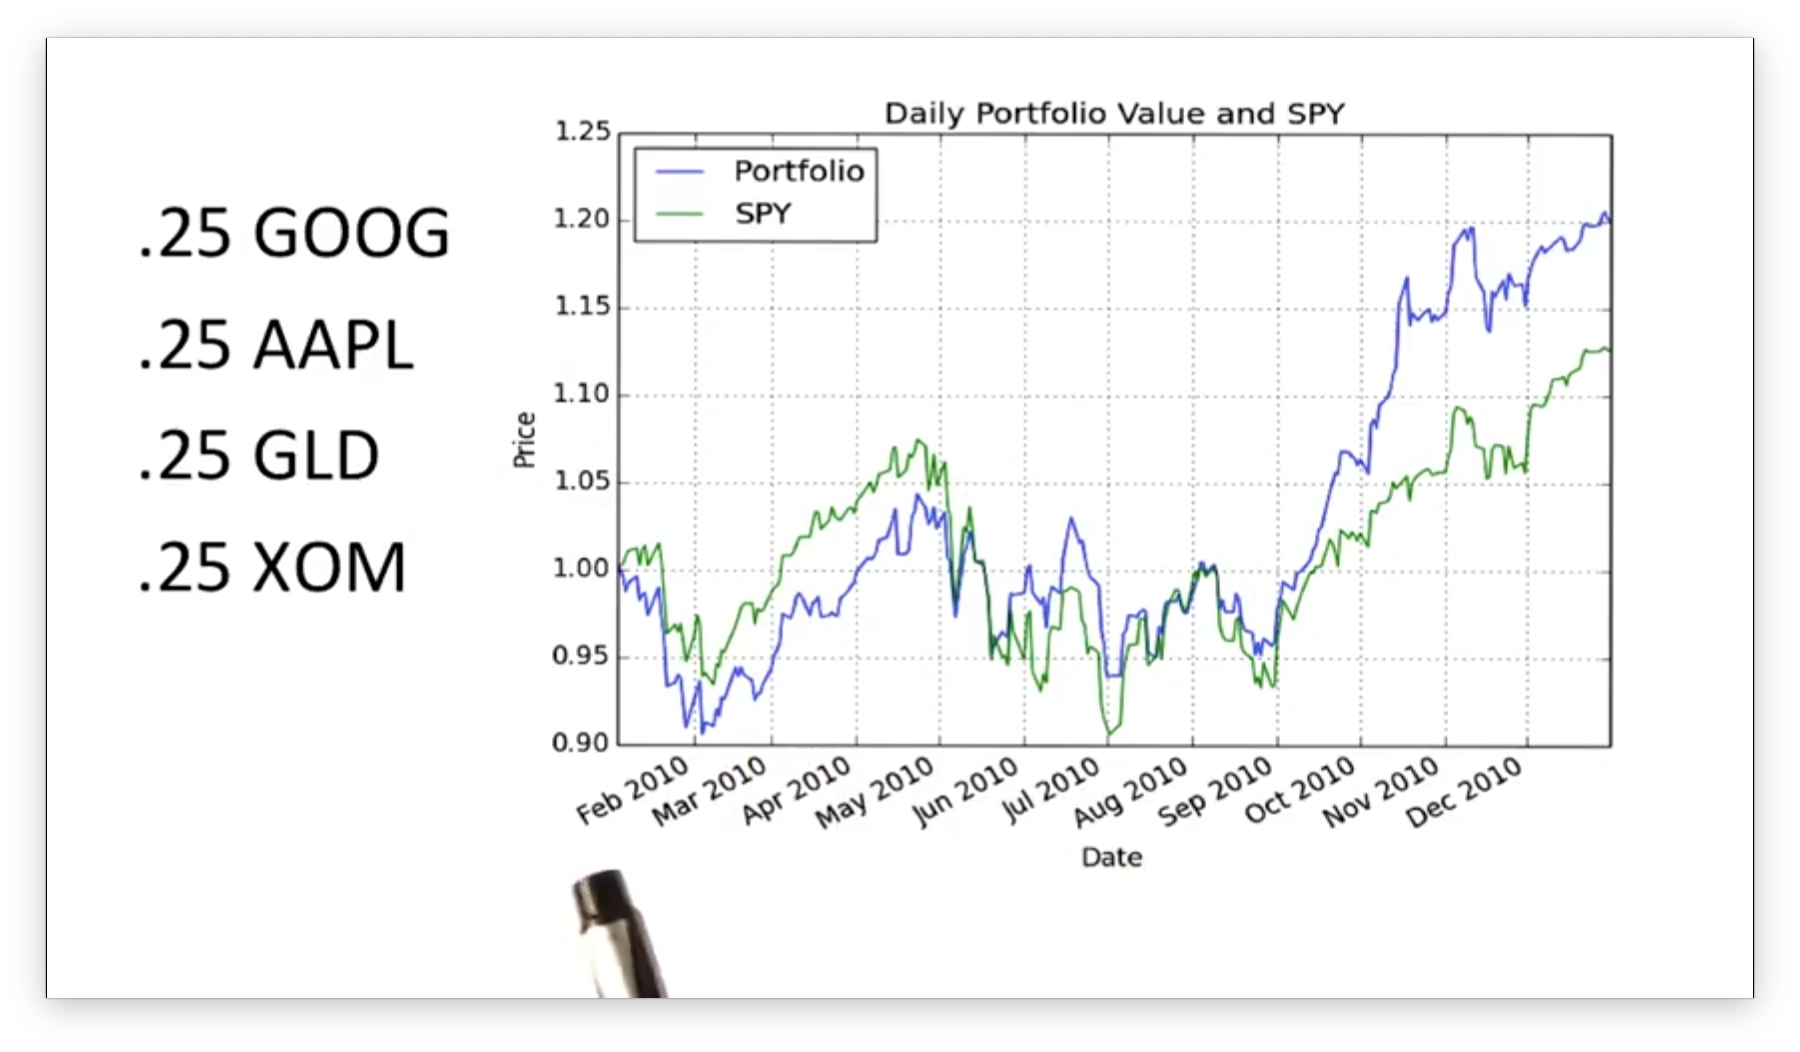 .25 GOOG
.25 AAPL
.25 GLD
.25 XOM
Daily Portfolio Value and SPY
Portfolio
SPY
1.25
1.20
1.15
1.10
1.05
1.00
0.95
0.90
Price
Feb 2010
Mar 2010
Apr 2010
May 2010
Jun 2010
Jul 2010
Aug 2010
Sep 2010
Oct 2010
Nov 2010
Dec 2010
Date